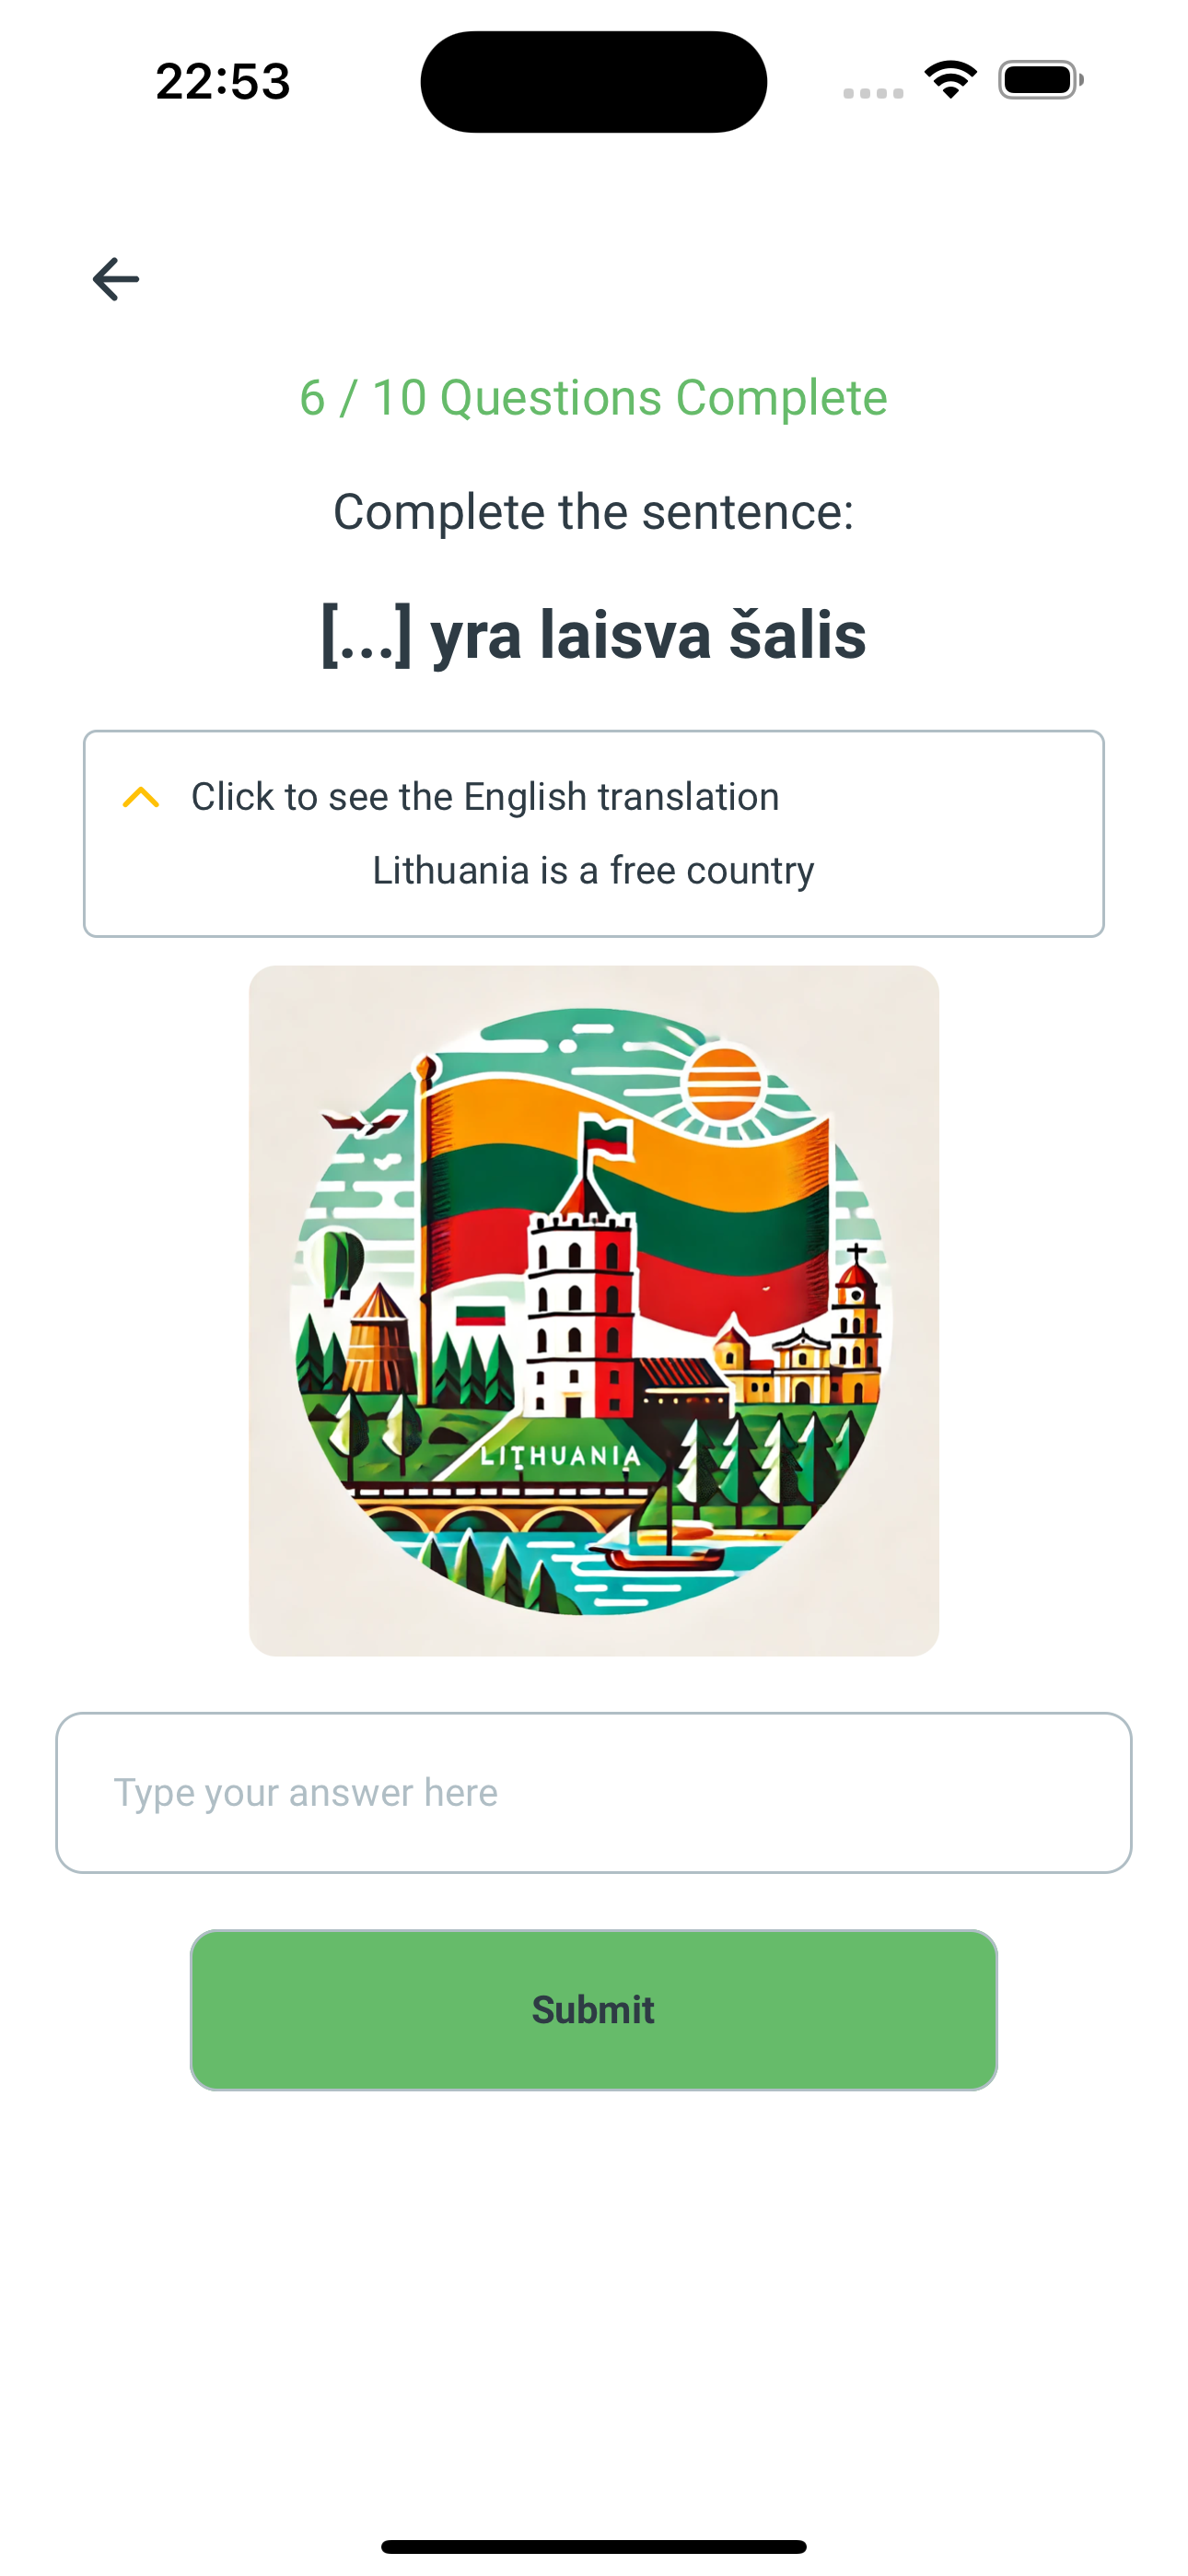 22:53
6 / 10 Questions Complete
Complete the sentence:
[...] yra laisva šalis
Click to see the English translation
Lithuania is a free country
LITHUANIA
Type your answer here
Submit